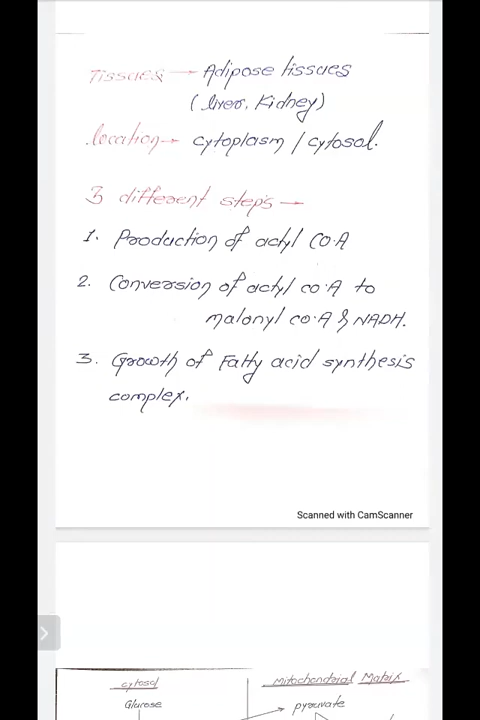 Tissues → Adipose tissues
(liver, Kidney)
location → cytoplasm / cytosol.
3 different steps →
1. Production of actyl CO.A
2. Conversion of actyl co.A to
malonyl co.A & NADH.
3. Growth of Fatty acid synthesis
complex.
Scanned with CamScanner
cytosol
Mitochondrial Matrix
Glucose
pyruvate